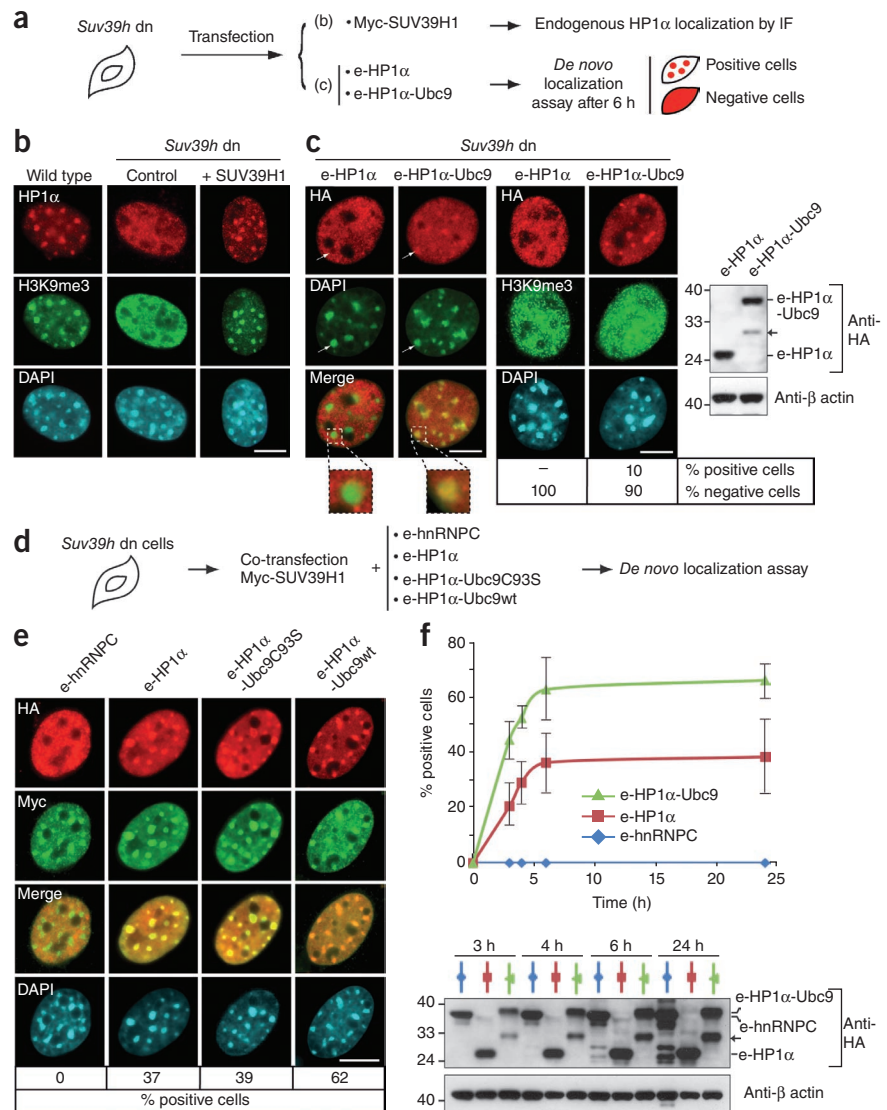 a
Suv39h dn
Transfection
(b) • Myc-SUV39H1
Endogenous HP1α localization by IF
(c) • e-HP1α
• e-HP1α-Ubc9
De novo
localization
assay after 6 h
Positive cells
Negative cells
b
Suv39h dn
Wild type Control + SUV39H1
HP1α
H3K9me3
DAPI
c
Suv39h dn
e-HP1α e-HP1α-Ubc9 e-HP1α e-HP1α-Ubc9
HA HA
DAPI H3K9me3
Merge DAPI
– 10 % positive cells
100 90 % negative cells
e-HP1α
e-HP1α-Ubc9
40
33
24
e-HP1α
-Ubc9
e-HP1α
Anti-
HA
40
Anti-β actin
d
Suv39h dn cells
Co-transfection
Myc-SUV39H1
+
• e-hnRNPC
• e-HP1α
• e-HP1α-Ubc9C93S
• e-HP1α-Ubc9wt
De novo localization assay
e
e-hnRNPC
e-HP1α
e-HP1α
-Ubc9C93S
e-HP1α
-Ubc9wt
HA
Myc
Merge
DAPI
0 37 39 62
% positive cells
f
80
60
40
20
0
% positive cells
e-HP1α-Ubc9
e-HP1α
e-hnRNPC
0 5 10 15 20 25
Time (h)
3 h 4 h 6 h 24 h
40
33
24
e-HP1α-Ubc9
e-hnRNPC
e-HP1α
Anti-
HA
40
Anti-β actin